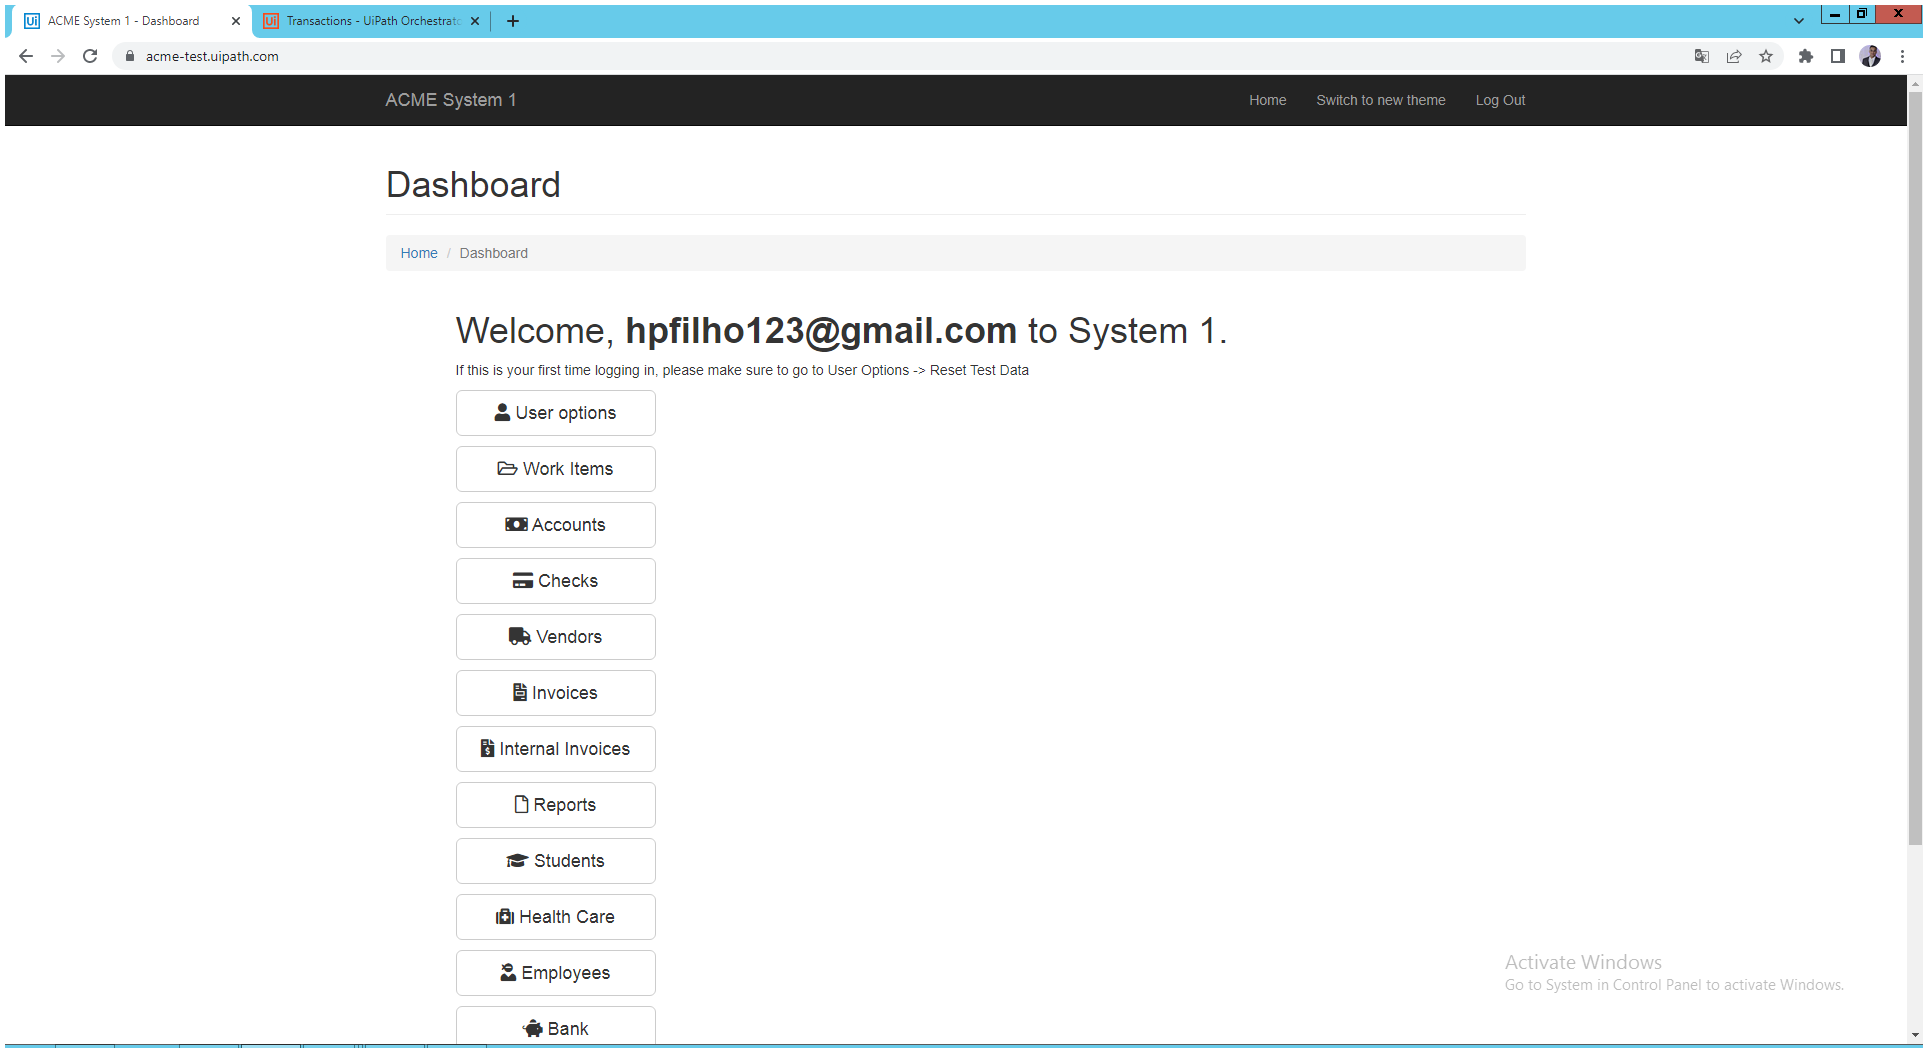 ACME System 1 - Dashboard
Transactions - UiPath Orchestrato
acme-test.uipath.com
ACME System 1
Home
Switch to new theme
Log Out
Dashboard
Home / Dashboard
Welcome, hpfilho123@gmail.com to System 1.
If this is your first time logging in, please make sure to go to User Options -> Reset Test Data
User options
Work Items
Accounts
Checks
Vendors
Invoices
Internal Invoices
Reports
Students
Health Care
Employees
Bank
Activate Windows
Go to System in Control Panel to activate Windows.